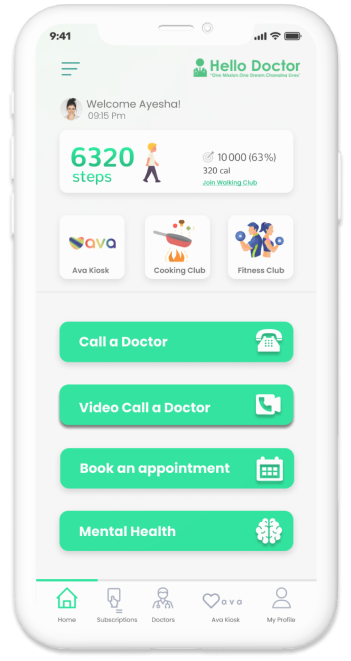 9:41
Hello Doctor
"One Mission One Dream Changing lives"
Welcome Ayesha!
09:15 Pm
6320
steps
10000 (63%)
320 cal
Join Walking Club
ava
Ava Kiosk
Cooking Club
Fitness Club
Call a Doctor
Video Call a Doctor
Book an appointment
Mental Health
ava
Home
Subscriptions
Doctors
Ava Kiosk
My Profile